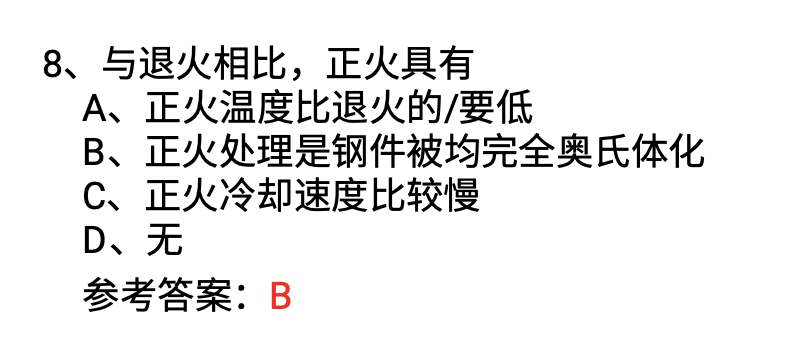 8、与退火相比，正火具有
A、正火温度比退火的/要低
B、正火处理是钢件被均完全奥氏体化
C、正火冷却速度比较慢
D、无
参考答案：B